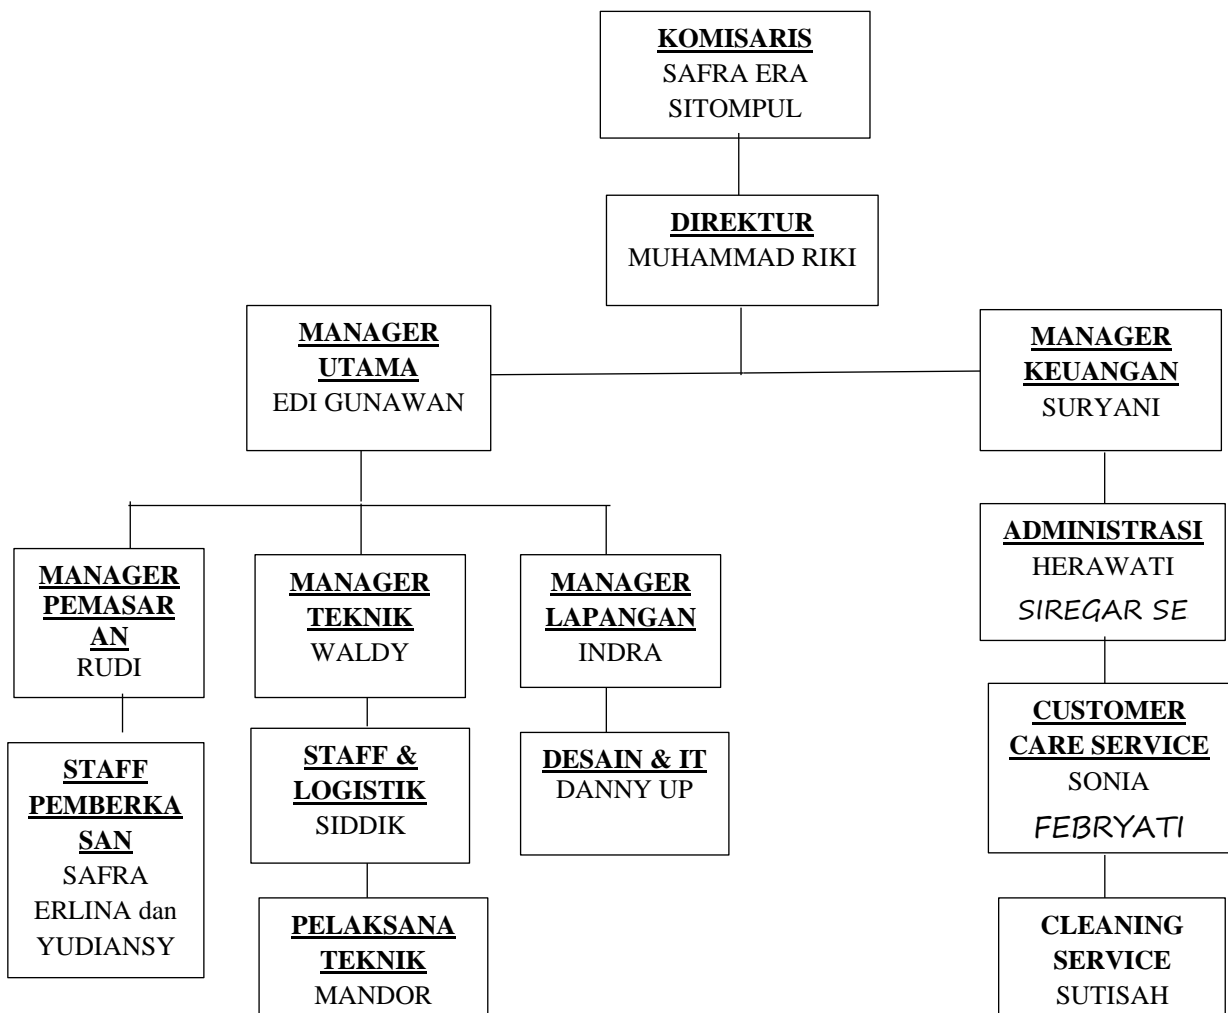 KOMISARIS
SAFRA ERA
SITOMPUL
DIREKTUR
MUHAMMAD RIKI
MANAGER
UTAMA
EDI GUNAWAN
MANAGER
KEUANGAN
SURYANI
MANAGER
PEMASAR
AN
RUDI
MANAGER
TEKNIK
WALDY
MANAGER
LAPANGAN
INDRA
ADMINISTRASI
HERAWATI
SIREGAR SE
STAFF
PEMBERKA
SAN
SAFRA
ERLINA dan
YUDIANSY
STAFF &
LOGISTIK
SIDDIK
DESAIN & IT
DANNY UP
CUSTOMER
CARE SERVICE
SONIA
FEBRYATI
PELAKSANA
TEKNIK
MANDOR
CLEANING
SERVICE
SUTISAH